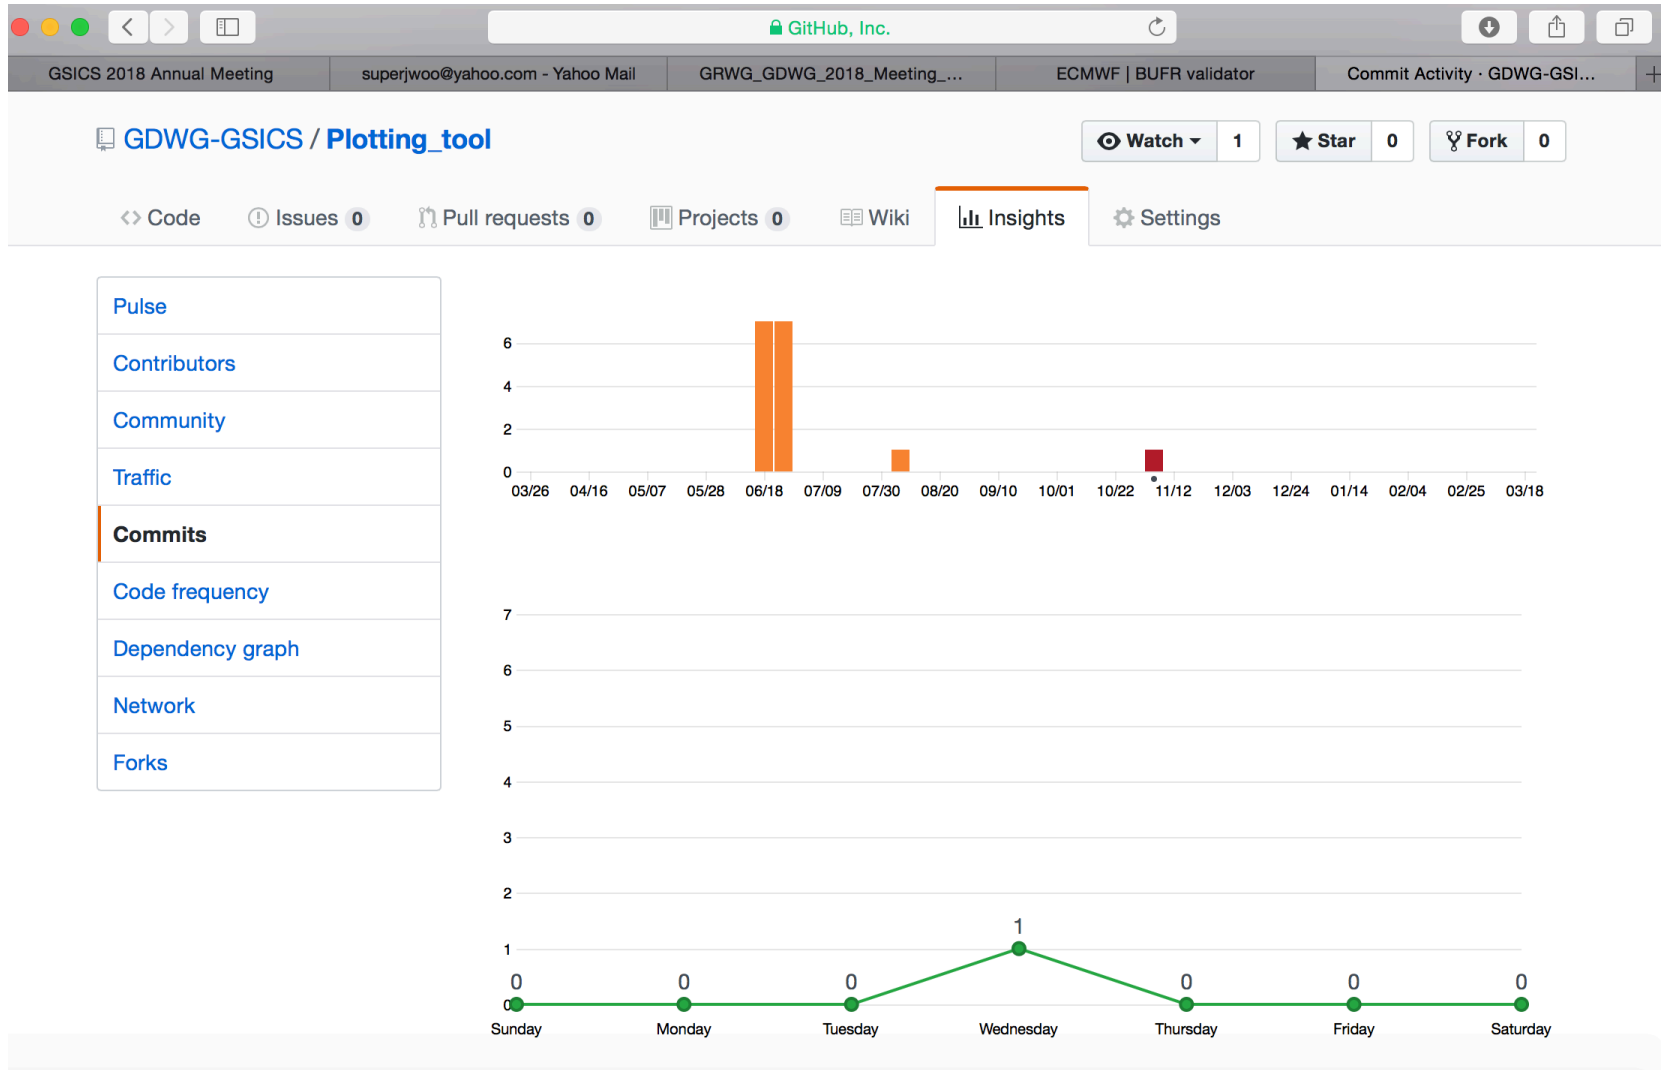 GitHub, Inc.
GSICS 2018 Annual Meeting
superjwoo@yahoo.com - Yahoo Mail
GRWG_GDWG_2018_Meeting_...
ECMWF | BUFR validator
Commit Activity · GDWG-GSI...
GDWG-GSICS / Plotting_tool
Watch 1
Star 0
Fork 0
Code
Issues 0
Pull requests 0
Projects 0
Wiki
Insights
Settings
Pulse
Contributors
Community
Traffic
Commits
Code frequency
Dependency graph
Network
Forks
6
4
2
0
03/26 04/16 05/07 05/28 06/18 07/09 07/30 08/20 09/10 10/01 10/22 11/12 12/03 12/24 01/14 02/04 02/25 03/18
7
6
5
4
3
2
1
1
0 0 0 0 0 0
0
Sunday Monday Tuesday Wednesday Thursday Friday Saturday